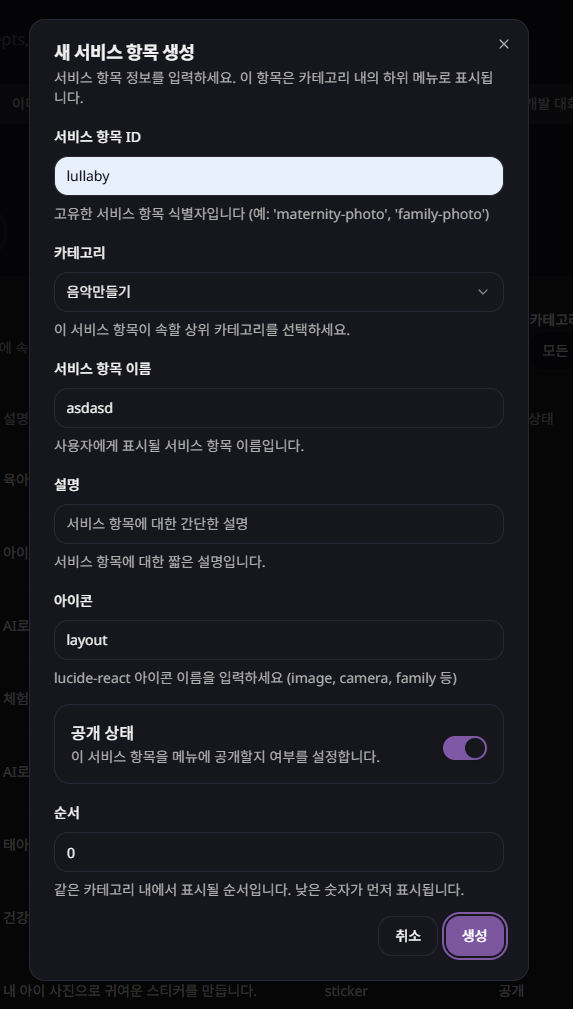 새 서비스 항목 생성
서비스 항목 정보를 입력하세요. 이 항목은 카테고리 내의 하위 메뉴로 표시됩
니다.
서비스 항목 ID
lullaby
고유한 서비스 항목 식별자입니다 (예: 'maternity-photo', 'family-photo')
카테고리
음악만들기
이 서비스 항목이 속할 상위 카테고리를 선택하세요.
서비스 항목 이름
asdasd
사용자에게 표시될 서비스 항목 이름입니다.
설명
서비스 항목에 대한 간단한 설명
서비스 항목에 대한 짧은 설명입니다.
아이콘
layout
lucide-react 아이콘 이름을 입력하세요 (image, camera, family 등)
공개 상태
이 서비스 항목을 메뉴에 공개할지 여부를 설정합니다.
순서
0
같은 카테고리 내에서 표시될 순서입니다. 낮은 숫자가 먼저 표시됩니다.
취소
생성
에 속
모든
설명
상태
육아
아이
AI로
체험
AI로
태아
건강
내 아이 사진으로 귀여운 스티커를 만듭니다.
sticker
공개